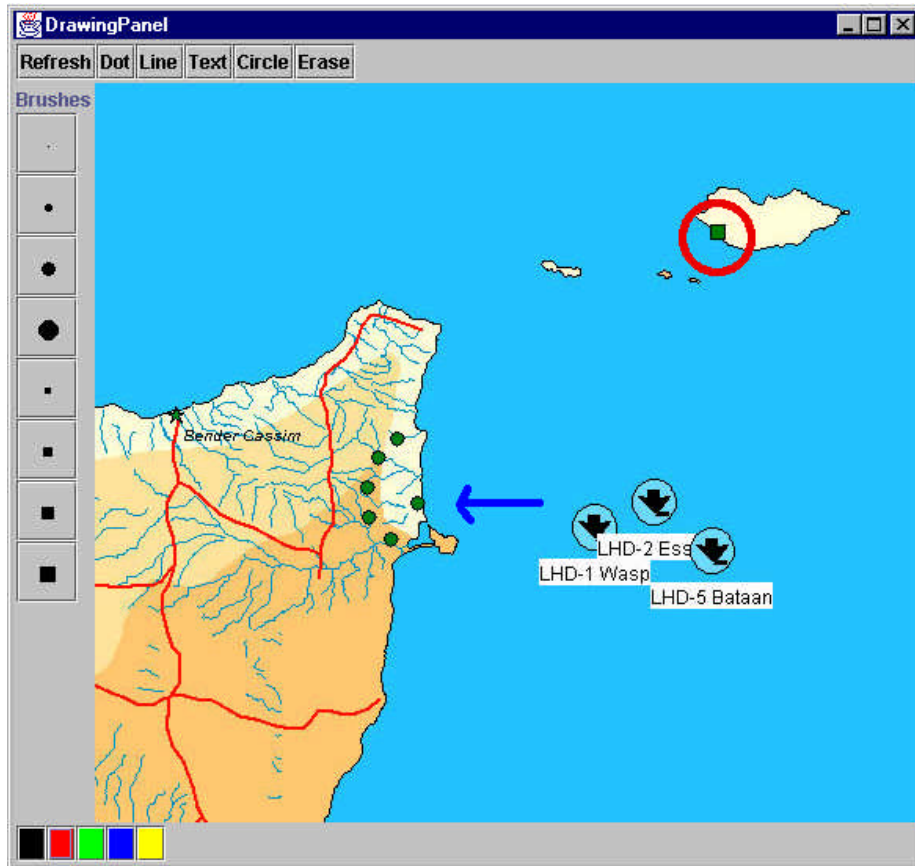 DrawingPanel
Refresh Dot Line Text Circle Erase
Brushes
Bender Cassim
LHD-2 Ess
LHD-1 Wasp
LHD-5 Bataan